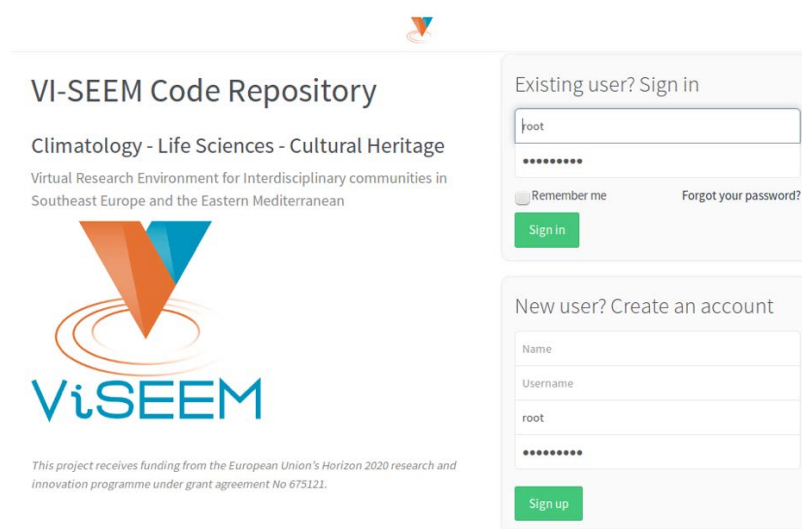 VI-SEEM Code Repository
Climatology - Life Sciences - Cultural Heritage
Virtual Research Environment for Interdisciplinary communities in
Southeast Europe and the Eastern Mediterranean
ViSEEM
This project receives funding from the European Union's Horizon 2020 research and
innovation programme under grant agreement No 675121.
Existing user? Sign in
root
•••••••••
Remember me
Forgot your password?
Sign in
New user? Create an account
Name
Username
root
•••••••••
Sign up